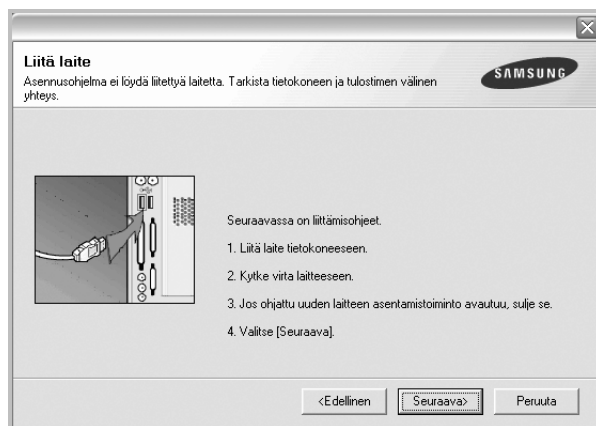 Liitä laite
Asennusohjelma ei löydä liitettyä laitetta. Tarkista tietokoneen ja tulostimen välinen
yhteys.
SAMSUNG
Seuraavassa on liittämisohjeet.
1. Liitä laite tietokoneeseen.
2. Kytke virta laitteeseen.
3. Jos ohjattu uuden laitteen asentamistoiminto avautuu, sulje se.
4. Valitse [Seuraava].
<Edellinen
Seuraava>
Peruuta